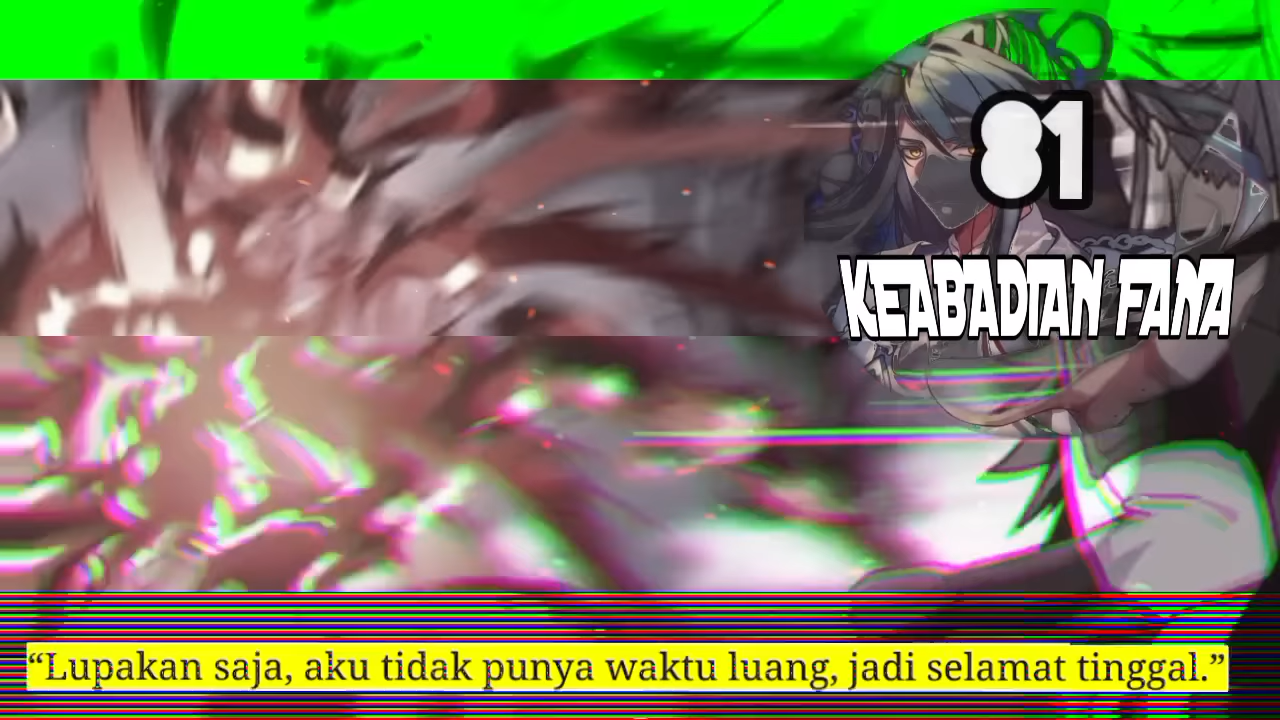 81
KEABADIAN FANA
“Lupakan saja, aku tidak punya waktu luang, jadi selamat tinggal.”